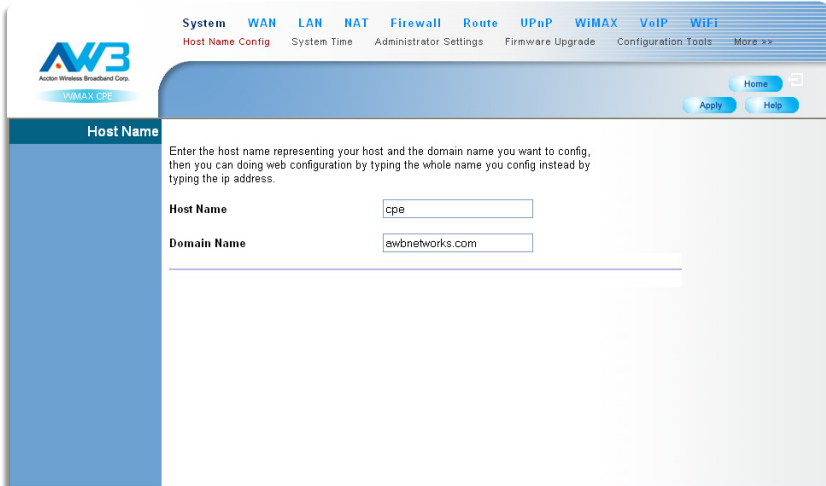 System WAN LAN NAT Firewall Route UPnP WiMAX VoIP WiFi
Host Name Config System Time Administrator Settings Firmware Upgrade Configuration Tools More >>
AWB
Accton Wireless Broadband Corp.
WiMAX CPE
Home
Apply Help
Host Name
Enter the host name representing your host and the domain name you want to config,
then you can doing web configuration by typing the whole name you config instead by
typing the ip address.
Host Name cpe
Domain Name awbnetworks.com